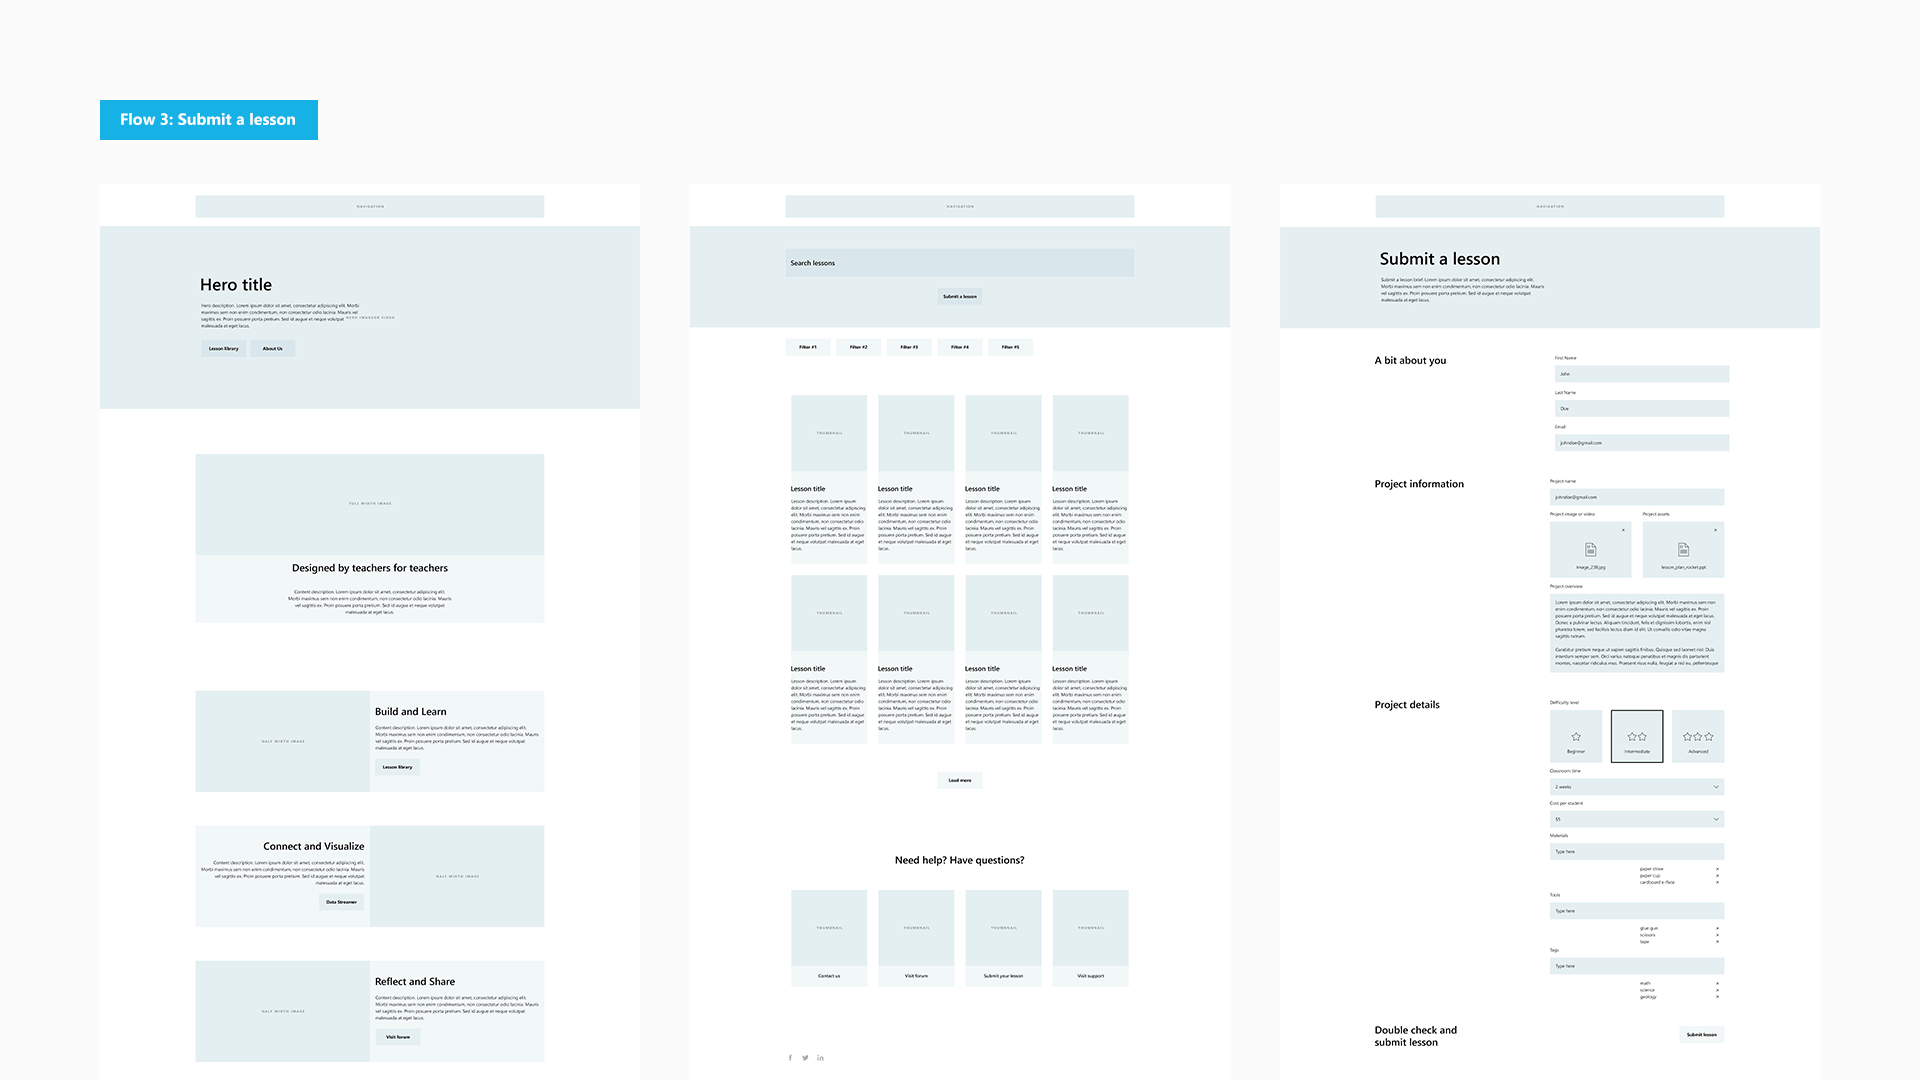 Flow 3: Submit a lesson
NAVIGATION
Hero title
Hero description. Lorem ipsum dolor sit amet, consectetur adipiscing elit. Morbi
maximus sem non enim condimentum, non consectetur odio lacinia. Mauris vel
sagittis ex. Proin posuere porta pretium. Sed id augue et neque volutpat
malesuada at eget lacus.
HERO IMAGE OR VIDEO
Lesson library
About Us
FULL WIDTH IMAGE
Designed by teachers for teachers
Content description. Lorem ipsum dolor sit amet, consectetur adipiscing elit.
Morbi maximus sem non enim condimentum, non consectetur odio lacinia. Mauris
vel sagittis ex. Proin posuere porta pretium. Sed id augue et neque volutpat
malesuada at eget lacus.
HALF WIDTH IMAGE
Build and Learn
Content description. Lorem ipsum dolor sit amet, consectetur adipiscing elit.
Morbi maximus sem non enim condimentum, non consectetur odio lacinia. Mauris
vel sagittis ex. Proin posuere porta pretium. Sed id augue et neque volutpat
malesuada at eget lacus.
Lesson library
Connect and Visualize
Content description. Lorem ipsum dolor sit amet, consectetur adipiscing elit.
Morbi maximus sem non enim condimentum, non consectetur odio lacinia. Mauris
vel sagittis ex. Proin posuere porta pretium. Sed id augue et neque volutpat
malesuada at eget lacus.
Data Streamer
HALF WIDTH IMAGE
HALF WIDTH IMAGE
Reflect and Share
Content description. Lorem ipsum dolor sit amet, consectetur adipiscing elit.
Morbi maximus sem non enim condimentum, non consectetur odio lacinia. Mauris
vel sagittis ex. Proin posuere porta pretium. Sed id augue et neque volutpat
malesuada at eget lacus.
Visit forum
NAVIGATION
Search lessons
Submit a lesson
Filter #1 Filter #2 Filter #3 Filter #4 Filter #5
THUMBNAIL THUMBNAIL THUMBNAIL THUMBNAIL
Lesson title Lesson title Lesson title Lesson title
Lesson description. Lorem ipsum Lesson description. Lorem ipsum Lesson description. Lorem ipsum Lesson description. Lorem ipsum
dolor sit amet, consectetur adipiscing dolor sit amet, consectetur adipiscing dolor sit amet, consectetur adipiscing dolor sit amet, consectetur adipiscing
elit. Morbi maximus sem non enim elit. Morbi maximus sem non enim elit. Morbi maximus sem non enim elit. Morbi maximus sem non enim
condimentum, non consectetur odio condimentum, non consectetur odio condimentum, non consectetur odio condimentum, non consectetur odio
lacinia. Mauris vel sagittis ex. Proin lacinia. Mauris vel sagittis ex. Proin lacinia. Mauris vel sagittis ex. Proin lacinia. Mauris vel sagittis ex. Proin
posuere porta pretium. Sed id augue posuere porta pretium. Sed id augue posuere porta pretium. Sed id augue posuere porta pretium. Sed id augue
et neque volutpat malesuada at eget et neque volutpat malesuada at eget et neque volutpat malesuada at eget et neque volutpat malesuada at eget
lacus. lacus. lacus. lacus.
THUMBNAIL THUMBNAIL THUMBNAIL THUMBNAIL
Lesson title Lesson title Lesson title Lesson title
Lesson description. Lorem ipsum Lesson description. Lorem ipsum Lesson description. Lorem ipsum Lesson description. Lorem ipsum
dolor sit amet, consectetur adipiscing dolor sit amet, consectetur adipiscing dolor sit amet, consectetur adipiscing dolor sit amet, consectetur adipiscing
elit. Morbi maximus sem non enim elit. Morbi maximus sem non enim elit. Morbi maximus sem non enim elit. Morbi maximus sem non enim
condimentum, non consectetur odio condimentum, non consectetur odio condimentum, non consectetur odio condimentum, non consectetur odio
lacinia. Mauris vel sagittis ex. Proin lacinia. Mauris vel sagittis ex. Proin lacinia. Mauris vel sagittis ex. Proin lacinia. Mauris vel sagittis ex. Proin
posuere porta pretium. Sed id augue posuere porta pretium. Sed id augue posuere porta pretium. Sed id augue posuere porta pretium. Sed id augue
et neque volutpat malesuada at eget et neque volutpat malesuada at eget et neque volutpat malesuada at eget et neque volutpat malesuada at eget
lacus. lacus. lacus. lacus.
Load more
Need help? Have questions?
THUMBNAIL THUMBNAIL THUMBNAIL THUMBNAIL
Contact us Visit forum Submit your lesson Visit support
NAVIGATION
Submit a lesson
Submit a lesson brief. Lorem ipsum dolor sit amet, consectetur adipiscing elit.
Morbi maximus sem non enim condimentum, non consectetur odio lacinia. Mauris
vel sagittis ex. Proin posuere porta pretium. Sed id augue et neque volutpat
malesuada at eget lacus.
A bit about you
First Name
John
Last Name
Doe
Email
johndoe@gmail.com
Project information
Project name
johndoe@gmail.com
Project image or video Project assets
image_238.jpg lesson_plan_rocket.ppt
Project overview
Lorem ipsum dolor sit amet, consectetur adipiscing elit. Morbi maximus sem non
enim condimentum, non consectetur odio lacinia. Mauris vel sagittis ex. Proin
posuere porta pretium. Sed id augue et neque volutpat malesuada at eget lacus.
Donec a pulvinar lectus. Aliquam tincidunt, felis et dignissim lobortis, enim nisl
pharetra lorem, sed facilisis lectus diam id elit. Ut convallis odio vitae magna
sagittis rutrum.
Curabitur pretium neque ut sapien sagittis finibus. Quisque sed laoreet nisl. Duis
interdum semper sem. Orci varius natoque penatibus et magnis dis parturient
montes, nascetur ridiculus mus. Praesent risus nulla, feugiat a nisl eu, pellentesque
Project details
Defficulty level
Beginner Intermediate Advanced
Classroom time
2 weeks
Cost per student
$5
Materials
Type here
paper straw
paper cup
cardboard e-flute
Tools
Type here
glue gun
scissors
tape
Tags
Type here
math
science
geology
Double check and
submit lesson
Submit lesson